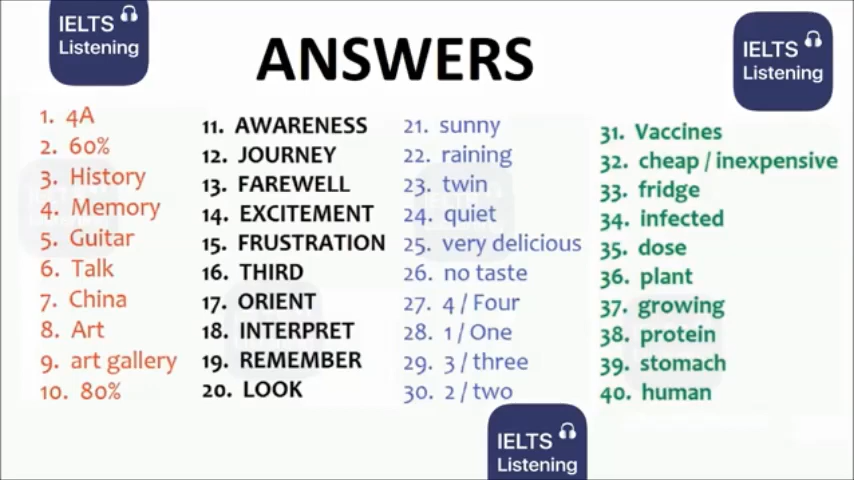 IELTS
Listening
ANSWERS
IELTS
Listening
1. 4A
2. 60%
3. History
4. Memory
5. Guitar
6. Talk
7. China
8. Art
9. art gallery
10. 80%
11. AWARENESS
12. JOURNEY
13. FAREWELL
14. EXCITEMENT
15. FRUSTRATION
16. THIRD
17. ORIENT
18. INTERPRET
19. REMEMBER
20. LOOK
21. sunny
22. raining
23. twin
24. quiet
25. very delicious
26. no taste
27. 4 / Four
28. 1 / One
29. 3 / three
30. 2 / two
31. Vaccines
32. cheap / inexpensive
33. fridge
34. infected
35. dose
36. plant
37. growing
38. protein
39. stomach
40. human
IELTS
Listening